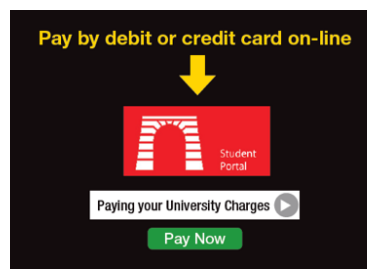 Pay by debit or credit card on-line
Student
Portal
Paying your University Charges
Pay Now